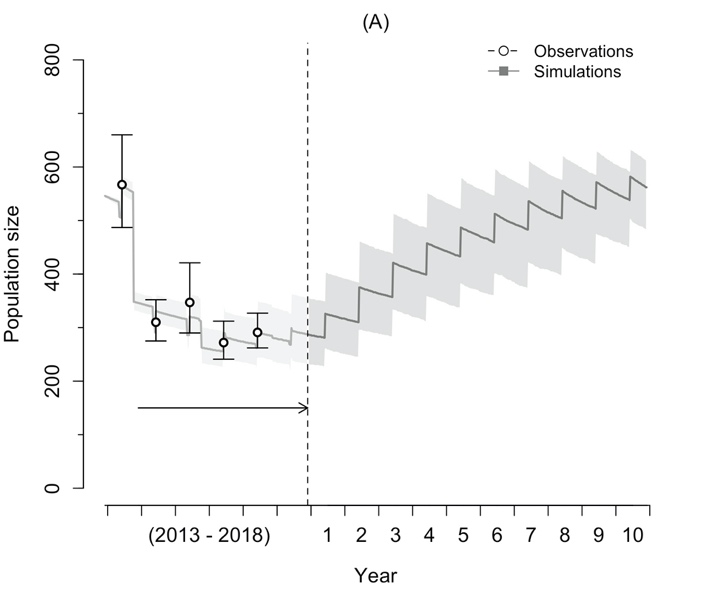 (A)
Observations
Simulations
800
600
400
200
0
Population size
(2013 - 2018) 1 2 3 4 5 6 7 8 9 10
Year